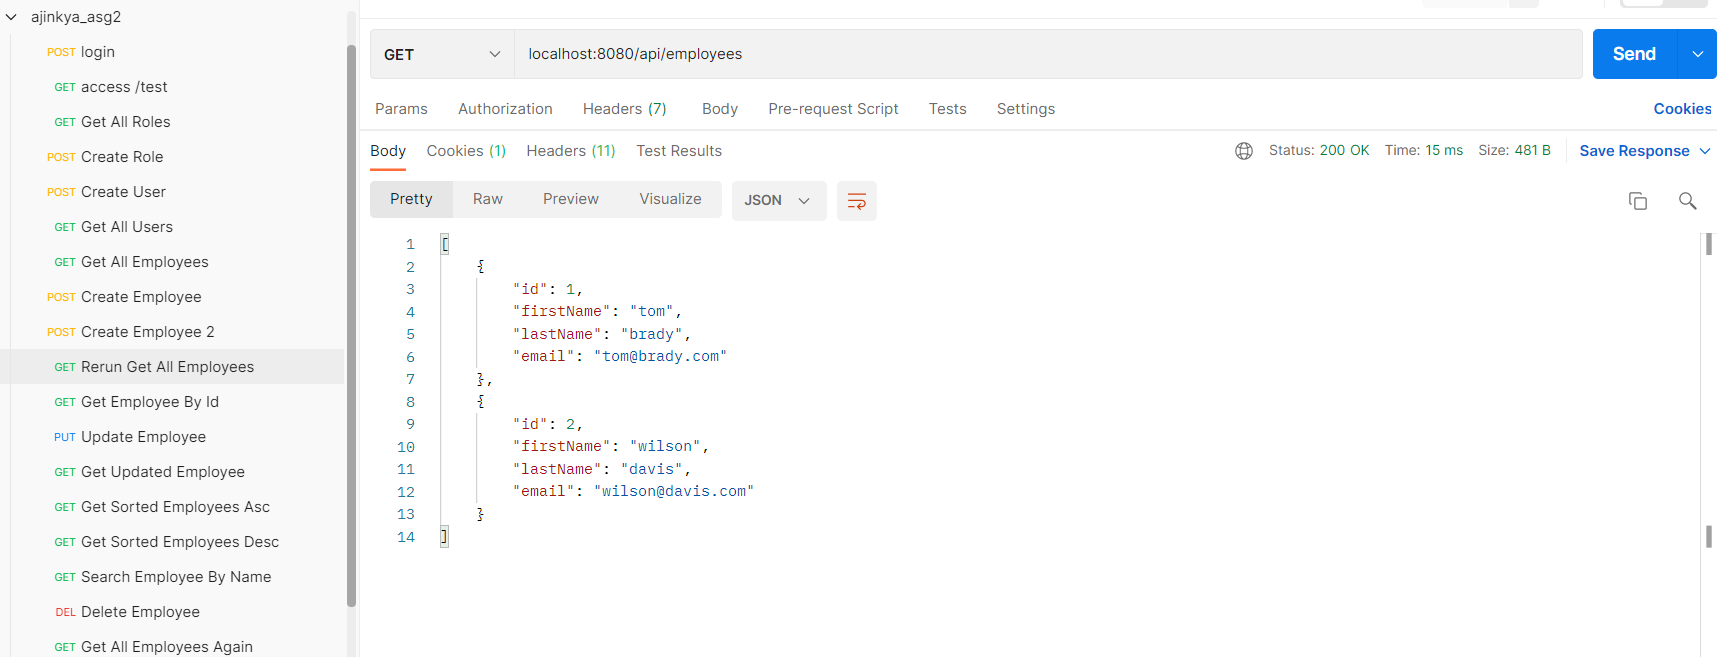 ajinkya_asg2
POST login
GET access /test
GET Get All Roles
POST Create Role
POST Create User
GET Get All Users
GET Get All Employees
POST Create Employee
POST Create Employee 2
GET Rerun Get All Employees
GET Get Employee By Id
PUT Update Employee
GET Get Updated Employee
GET Get Sorted Employees Asc
GET Get Sorted Employees Desc
GET Search Employee By Name
DEL Delete Employee
GET Get All Employees Again
GET localhost:8080/api/employees Send
Params Authorization Headers (7) Body Pre-request Script Tests Settings Cookies
Body Cookies (1) Headers (11) Test Results Status: 200 OK Time: 15 ms Size: 481 B Save Response
Pretty Raw Preview Visualize JSON
1 [
2 {
3 "id": 1,
4 "firstName": "tom",
5 "lastName": "brady",
6 "email": "tom@brady.com"
7 },
8 {
9 "id": 2,
10 "firstName": "wilson",
11 "lastName": "davis",
12 "email": "wilson@davis.com"
13 }
14 ]